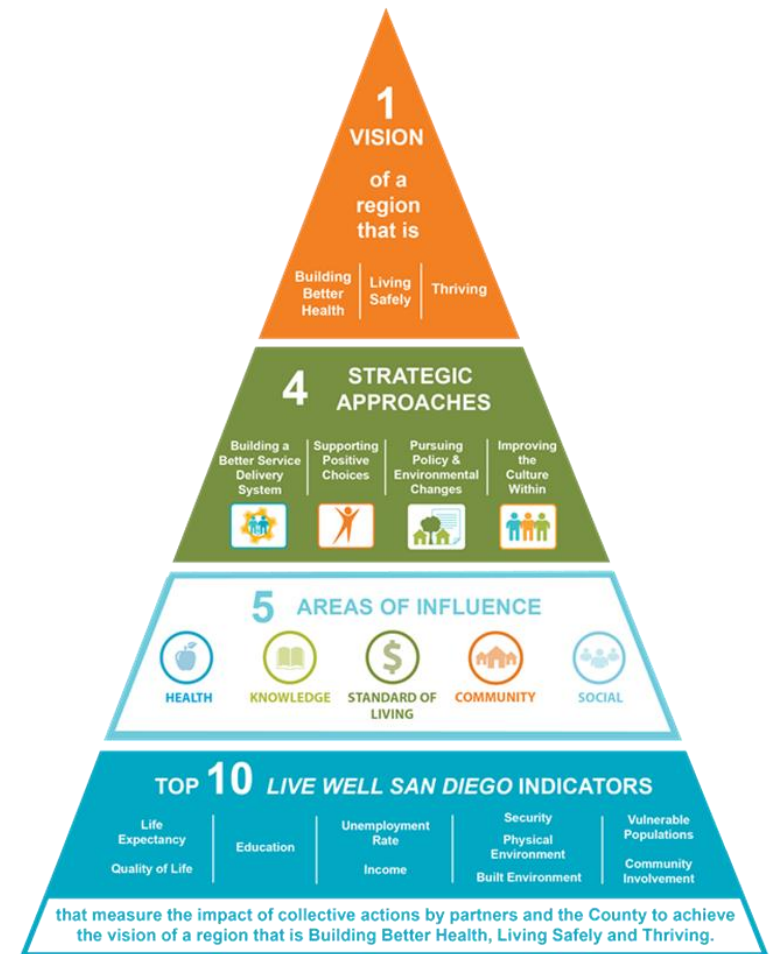 1
VISION
of a
region
that is
Building
Better
Health
Living
Safely
Thriving
4
STRATEGIC
APPROACHES
Building a
Better Service
Delivery
System
Supporting
Positive
Choices
Pursuing
Policy &
Environmental
Changes
Improving
the
Culture
Within
5 AREAS OF INFLUENCE
$
HEALTH
KNOWLEDGE
STANDARD OF
LIVING
COMMUNITY
SOCIAL
TOP 10 LIVE WELL SAN DIEGO INDICATORS
Life
Expectancy
Quality of Life
Education
Unemployment
Rate
Income
Security
Physical
Environment
Built Environment
Vulnerable
Populations
Community
Involvement
that measure the impact of collective actions by partners and the County to achieve
the vision of a region that is Building Better Health, Living Safely and Thriving.